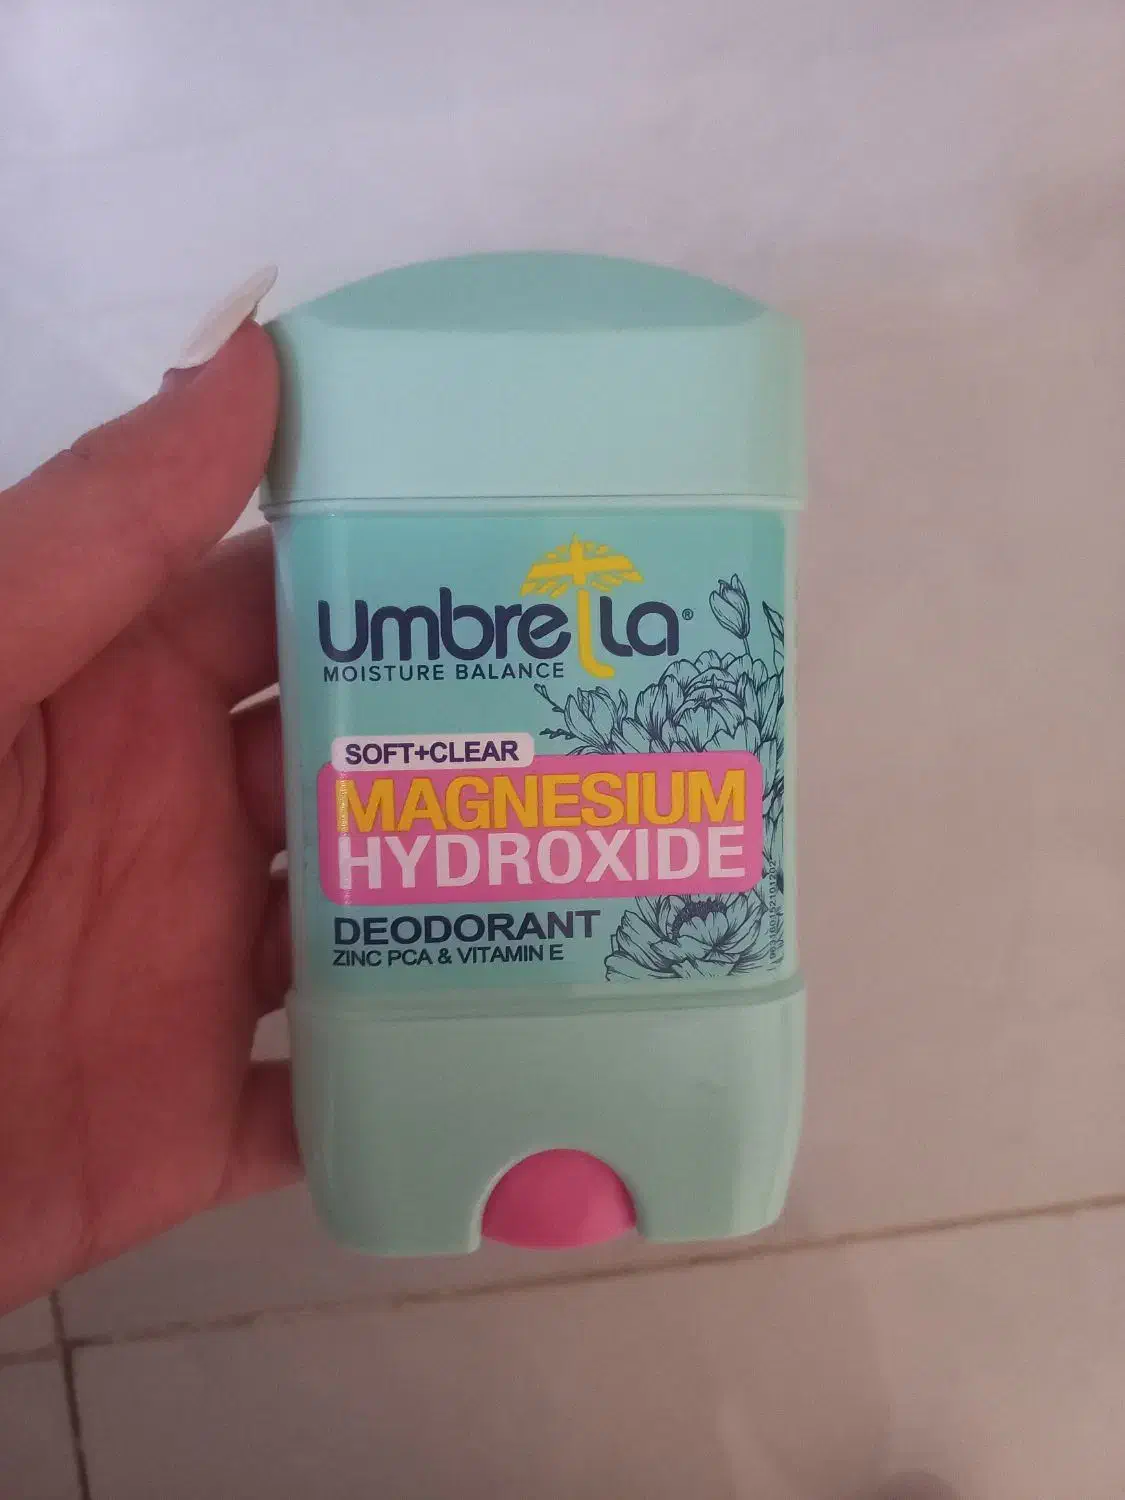 Umbrella®
MOISTURE BALANCE
SOFT+CLEAR
MAGNESIUM
HYDROXIDE
DEODORANT
ZINC PCA & VITAMIN E